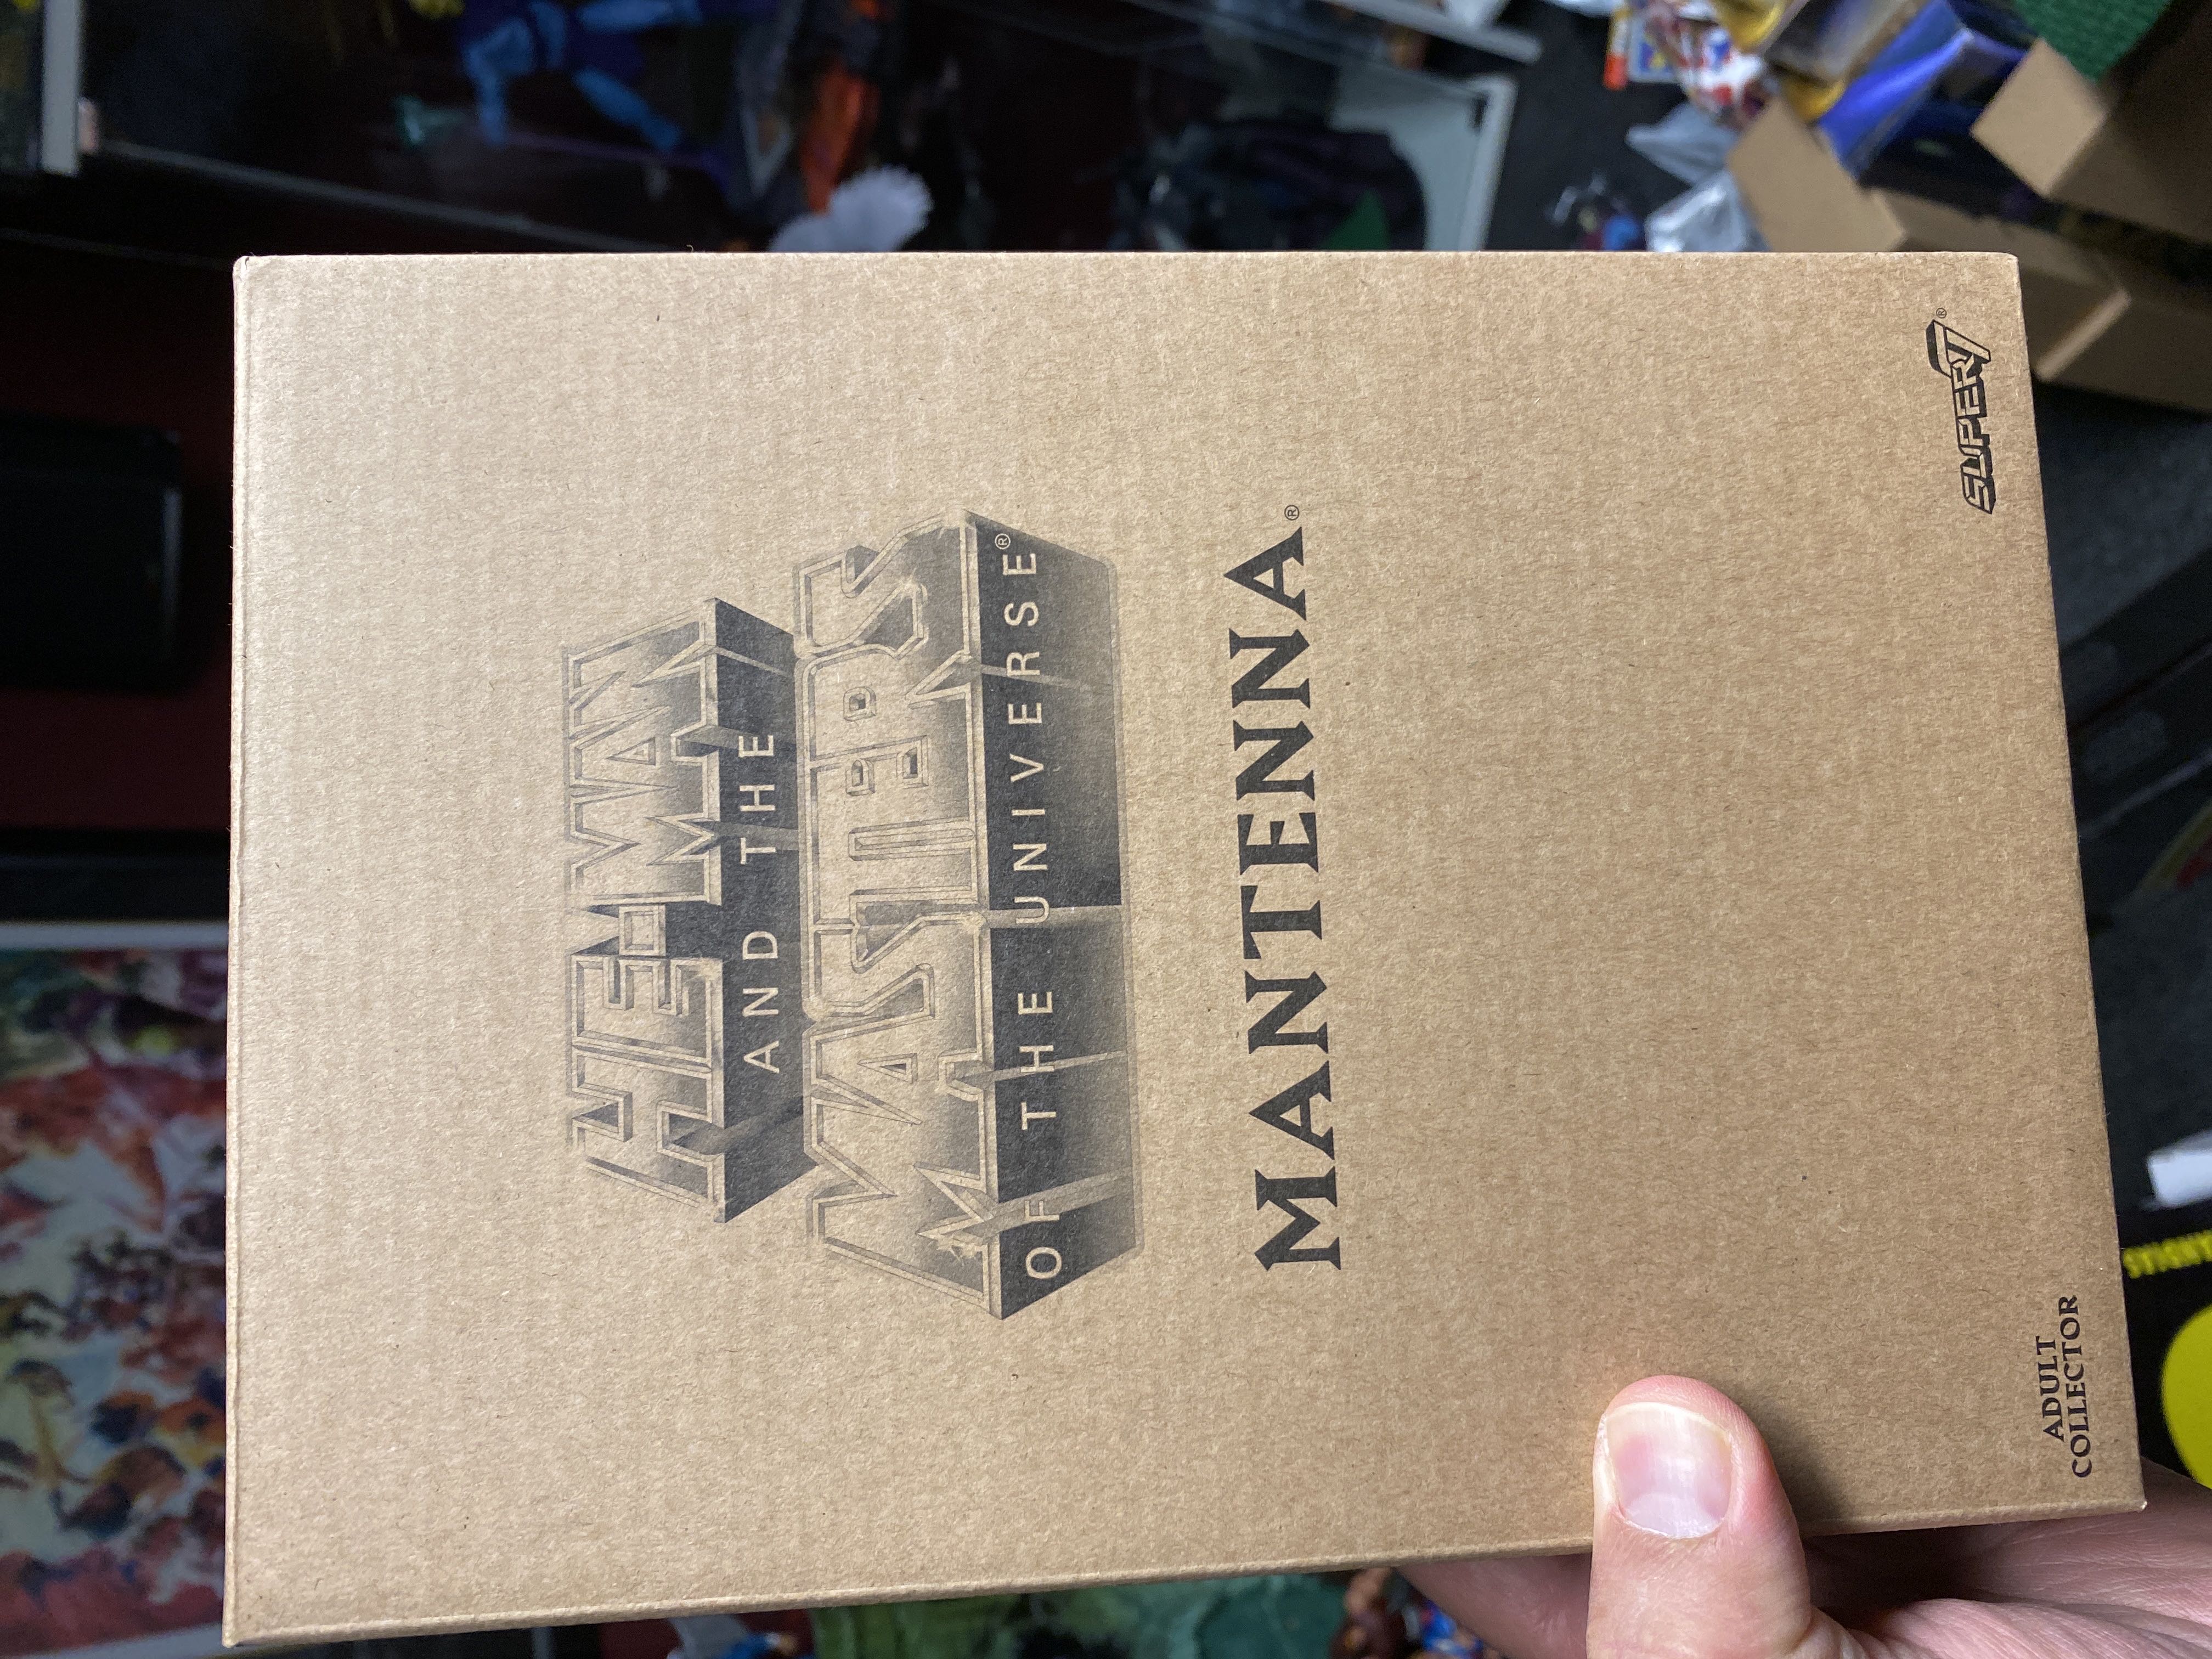 HE-MAN
AND THE
MASTERS
OF THE UNIVERSE®
MANTENNA®
ADULT
COLLECTOR
SUPER7®